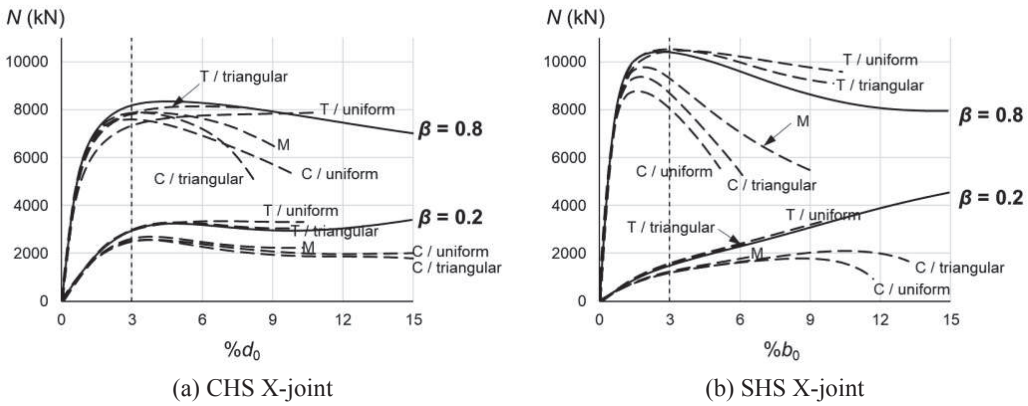 N (kN)
10000
8000
6000
4000
2000
0
T / triangular
T / uniform
β = 0.8
M
C / triangular
C / uniform
T / uniform
β = 0.2
T / triangular
M
C / uniform
C / triangular
0 3 6 9 12 15
%d0
(a) CHS X-joint
N (kN)
10000
8000
6000
4000
2000
0
T / uniform
T / triangular
β = 0.8
M
C / triangular
C / uniform
β = 0.2
T / uniform
T / triangular
M
C / triangular
C / uniform
0 3 6 9 12 15
%b0
(b) SHS X-joint